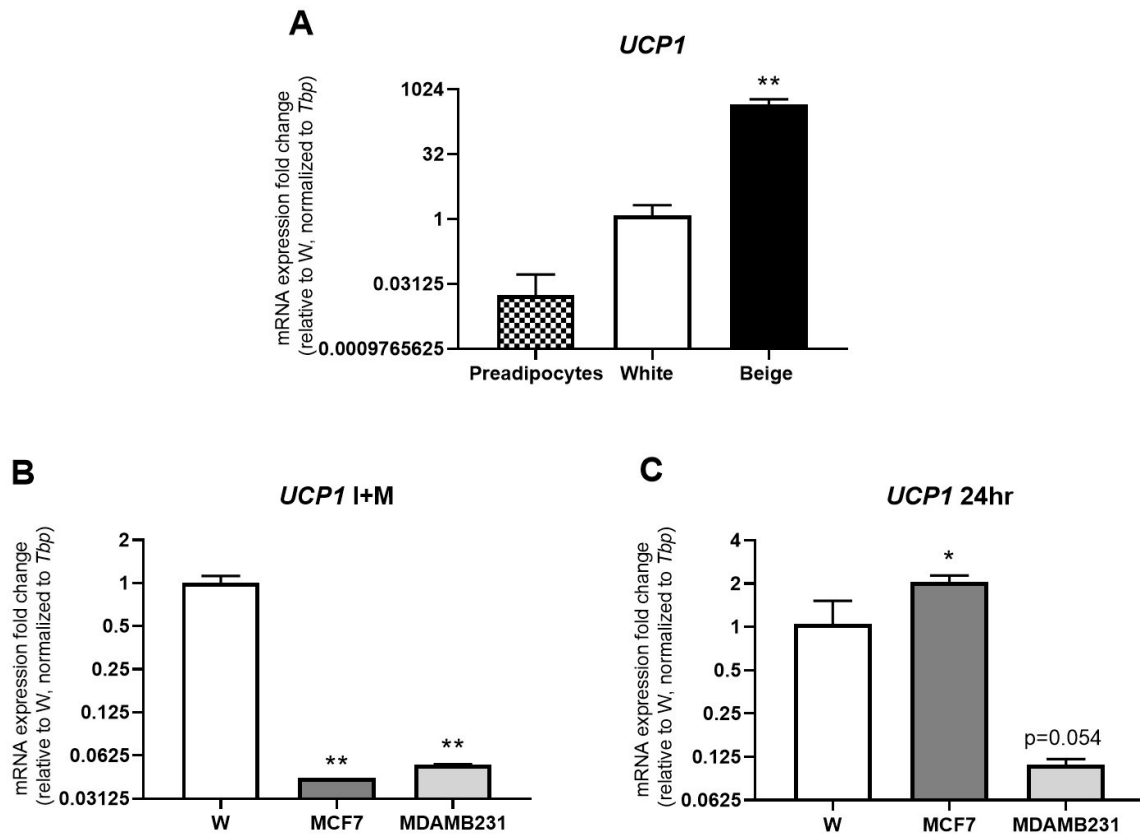 A
UCP1
mRNA expression fold change
(relative to W, normalized to Tbp)
1024
32
1
0.03125
0.0009765625
**
Preadipocytes White Beige
B
UCP1 I+M
mRNA expression fold change
(relative to W, normalized to Tbp)
2
1
0.5
0.25
0.125
0.0625
0.03125
**
**
W MCF7 MDAMB231
C
UCP1 24hr
mRNA expression fold change
(relative to W, normalized to Tbp)
4
2
1
0.5
0.25
0.125
0.0625
*
p=0.054
W MCF7 MDAMB231